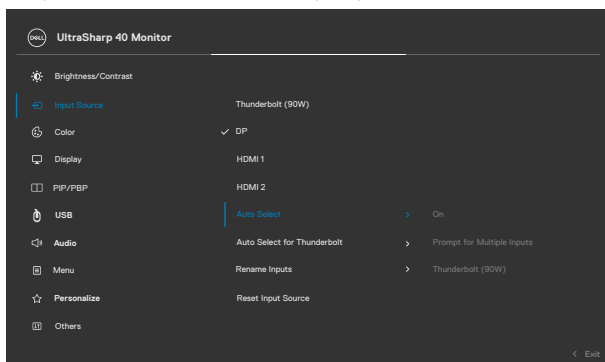 DELL UltraSharp 40 Monitor
Brightness/Contrast
Input Source Thunderbolt (90W)
Color DP
Display HDMI 1
PIP/PBP HDMI 2
USB Auto Select On
Audio Auto Select for Thunderbolt Prompt for Multiple Inputs
Menu Rename Inputs Thunderbolt (90W)
Personalize Reset Input Source
Others
Exit